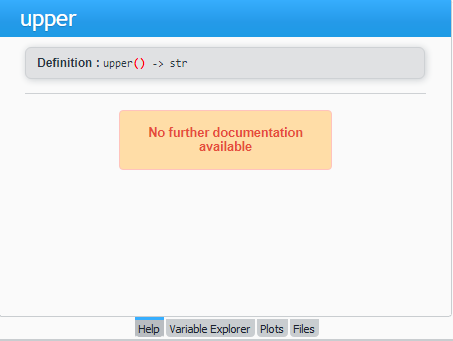 upper
Definition : upper() -> str
No further documentation
available
Help Variable Explorer Plots Files